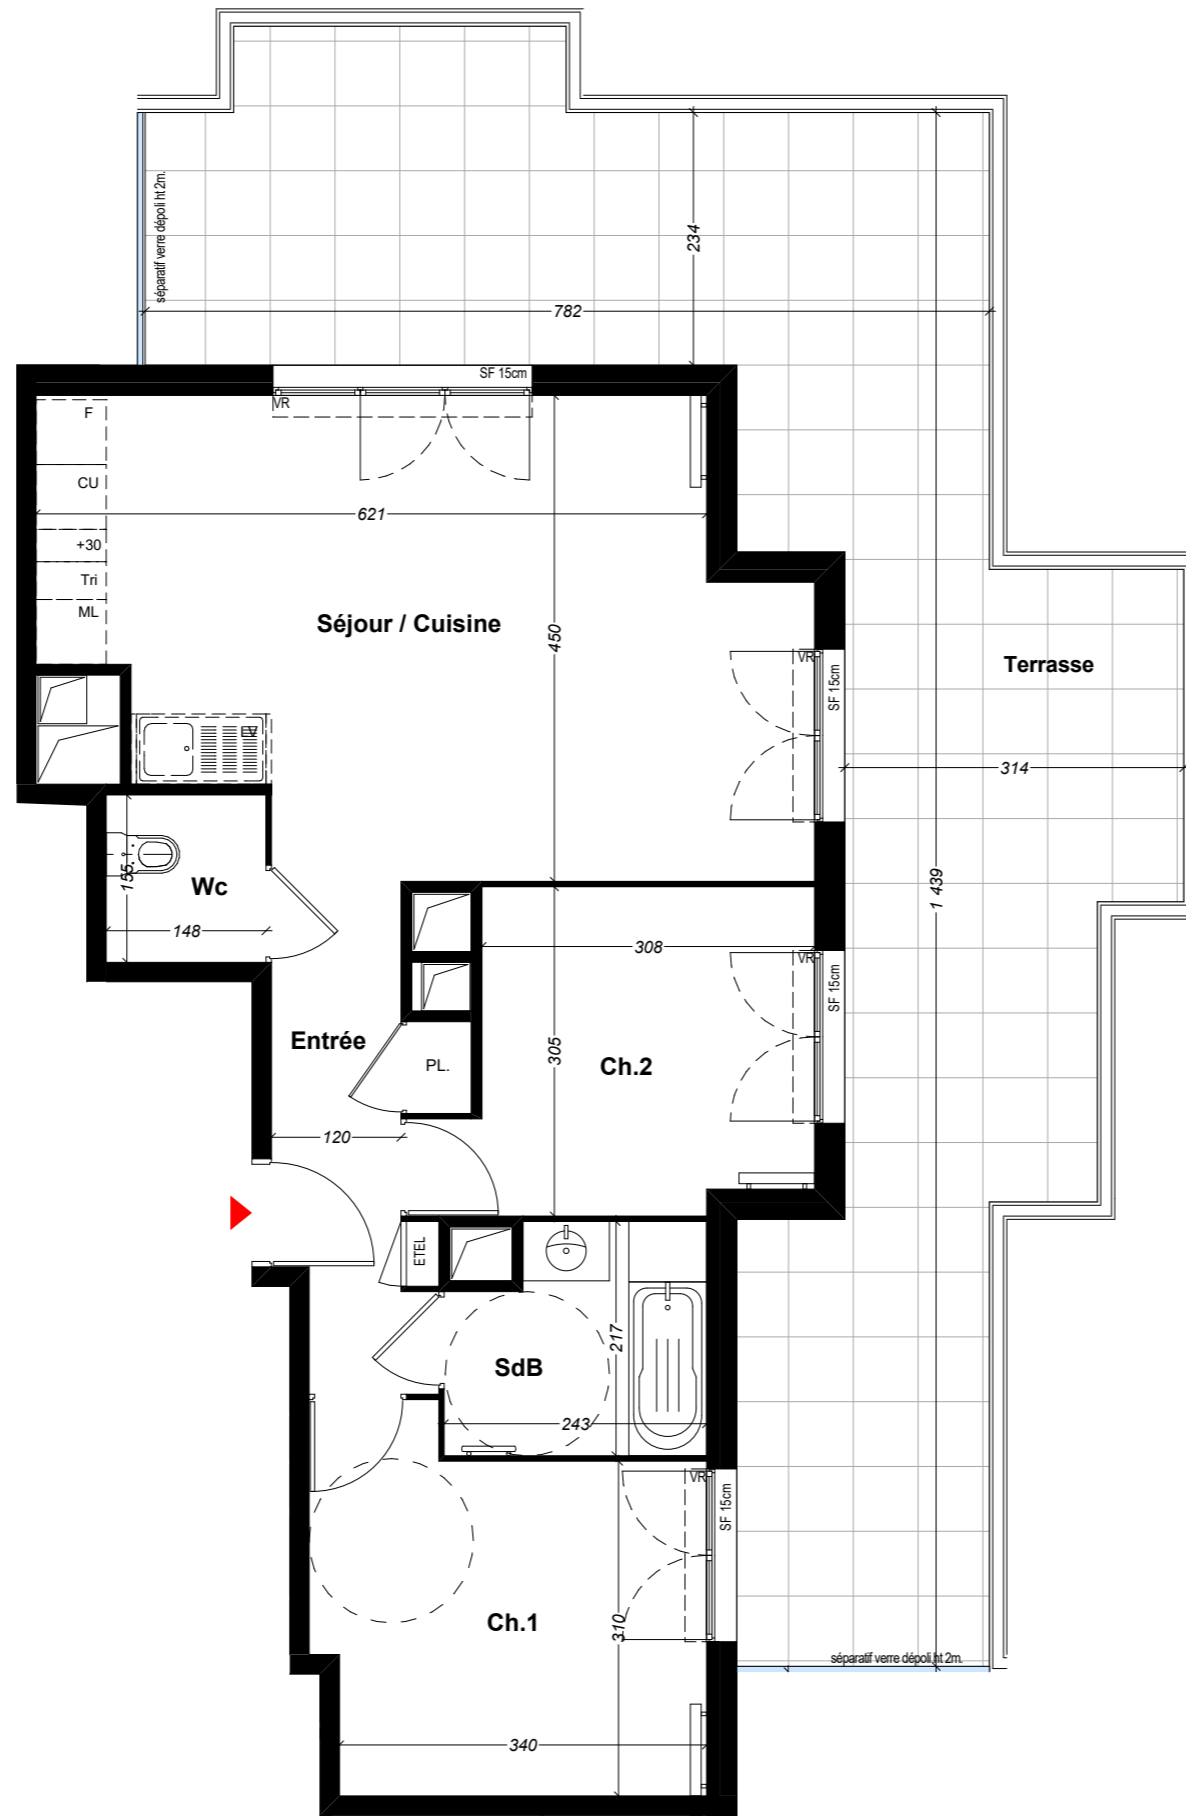 séparatif verre dépoli ht 2m.
234
782
SF 15cm
VR
F
CU
+30
Tri
ML
621
Séjour / Cuisine
450
VR
SF 15cm
Terrasse
314
EV
155
Wc
148
1 439
308
VR
SF 15cm
Entrée
305
Ch.2
PL.
120
ETEL
217
SdB
243
VR
SF 15cm
Ch.1
310
séparatif verre dépoli ht 2m.
340